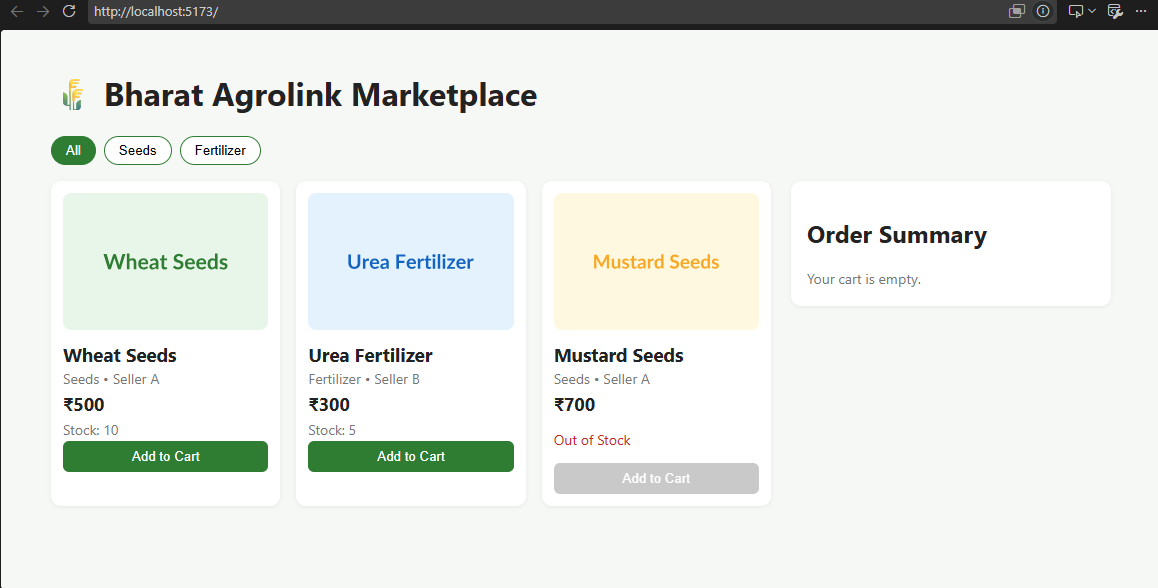 http://localhost:5173/
Bharat Agrolink Marketplace
All
Seeds
Fertilizer
Wheat Seeds
Wheat Seeds
Seeds • Seller A
₹500
Stock: 10
Add to Cart
Urea Fertilizer
Urea Fertilizer
Fertilizer • Seller B
₹300
Stock: 5
Add to Cart
Mustard Seeds
Mustard Seeds
Seeds • Seller A
₹700
Out of Stock
Add to Cart
Order Summary
Your cart is empty.